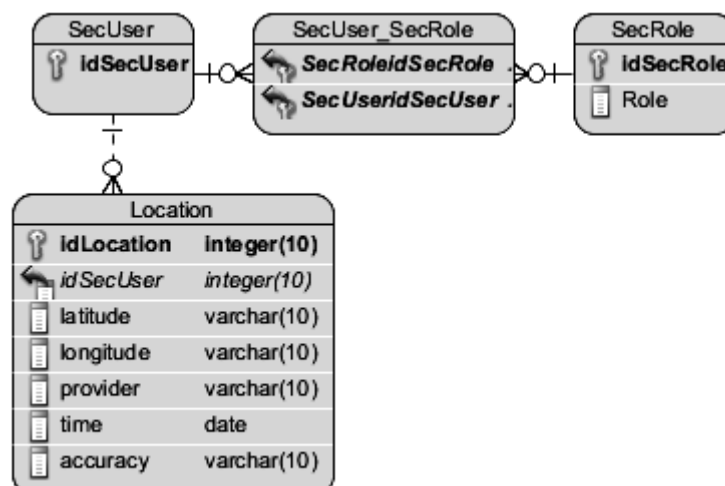 SecUser
idSecUser
SecUser_SecRole
SecRoleidSecRole .
SecUseridSecUser .
SecRole
idSecRole
Role
Location
idLocation integer(10)
idSecUser integer(10)
latitude varchar(10)
longitude varchar(10)
provider varchar(10)
time date
accuracy varchar(10)